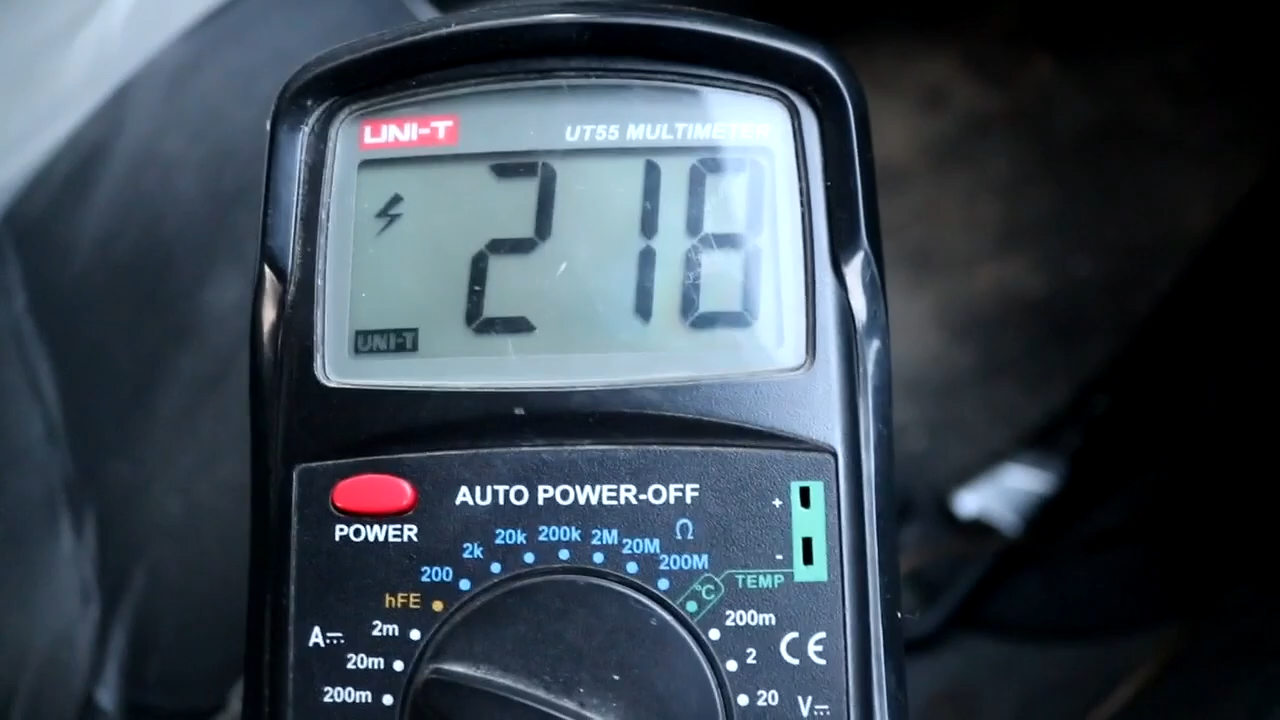 UNI-T
UT55 MULTIMETER
218
UNI-T
AUTO POWER-OFF
POWER
+
-
TEMP
°C
Ω
200 2k 20k 200k 2M 20M 200M
hFE
A
2m
20m
200m
200m
2
20
V
CE